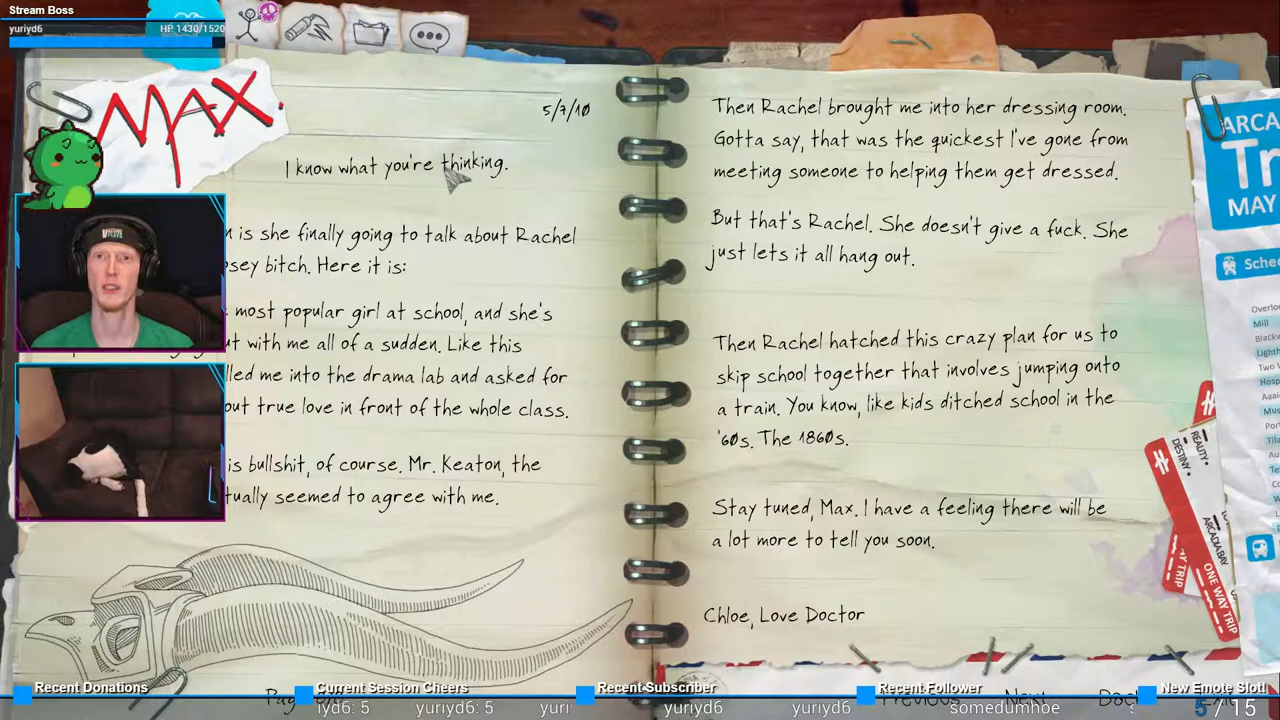 Stream Boss
yuriyd6
HP 1430/1520
MAX.
5/7/10
I know what you're thinking.
is she finally going to talk about Rachel
bitch. Here it is:
most popular girl at school, and she's
with me all of a sudden. Like this
me into the drama lab and asked for
true love in front of the whole class.
is bullshit, of course. Mr. Keaton, the
seemed to agree with me.
Then Rachel brought me into her dressing room.
Gotta say, that was the quickest I've gone from
meeting someone to helping them get dressed.
But that's Rachel. She doesn't give a fuck. She
just lets it all hang out.
Then Rachel hatched this crazy plan for us to
skip school together that involves jumping onto
a train. You know, like kids ditched school in the
'60s. The 1860s.
Stay tuned, Max. I have a feeling there will be
a lot more to tell you soon.
Chloe, Love Doctor
MAY
Mill
REALITY
DESTINY
ARCADIA BAY
ONE WAY TRIP
Recent Donations
Current Session Cheers
Recent Subscriber
Recent Follower
New Emote Slot!
yuriyd6: 5
yuriyd6
yuriyd6
somedumhoe
5 / 15
Previous
Next